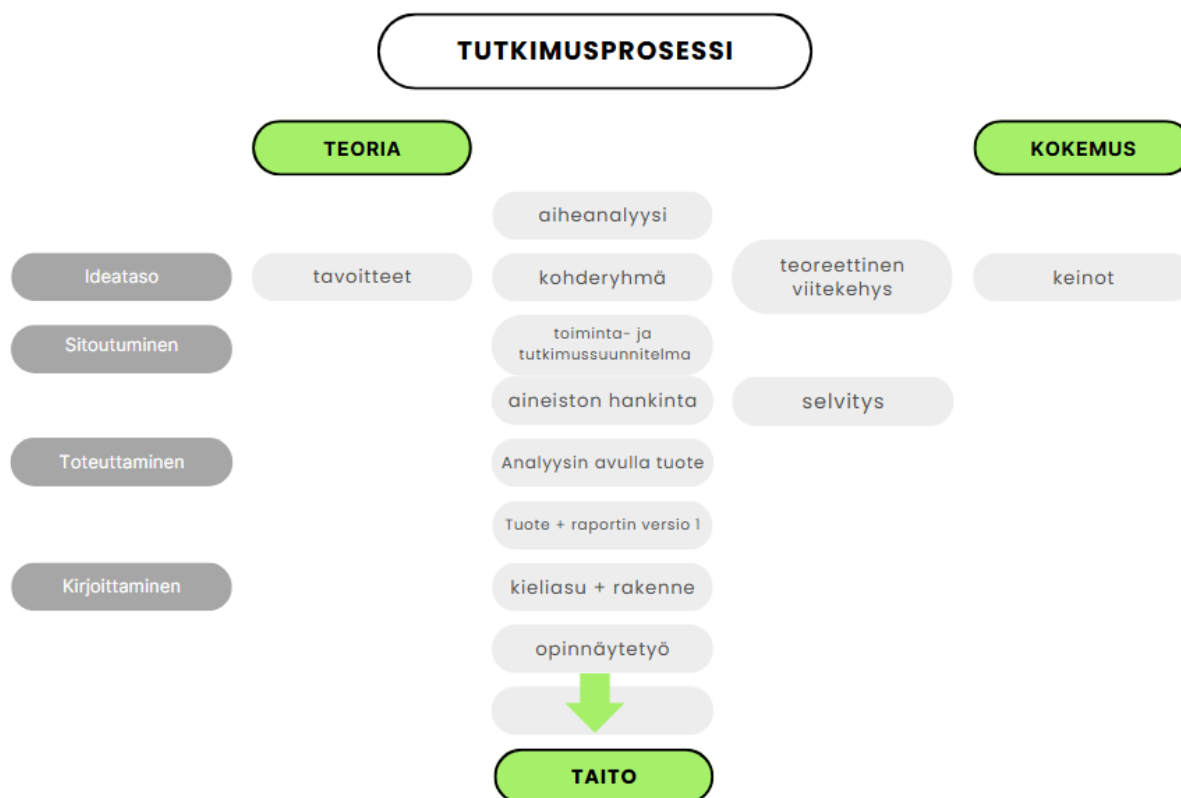 TUTKIMUSPROSESSI
TEORIA
KOKEMUS
aiheanalyysi
Ideataso
tavoitteet
kohderyhmä
teoreettinen
viitekehys
keinot
Sitoutuminen
toiminta- ja
tutkimussuunnitelma
aineiston hankinta
selvitys
Toteuttaminen
Analyysin avulla tuote
Tuote + raportin versio 1
Kirjoittaminen
kieliasu + rakenne
opinnäytetyö
TAITO